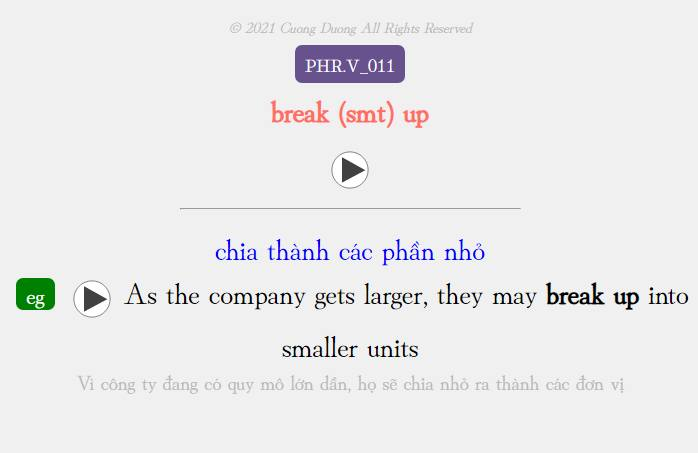 © 2021 Cuong Duong All Rights Reserved
PHR.V_011
break (smt) up
chia thành các phần nhỏ
eg As the company gets larger, they may break up into
smaller units
Vì công ty đang có quy mô lớn dần, họ sẽ chia nhỏ ra thành các đơn vị